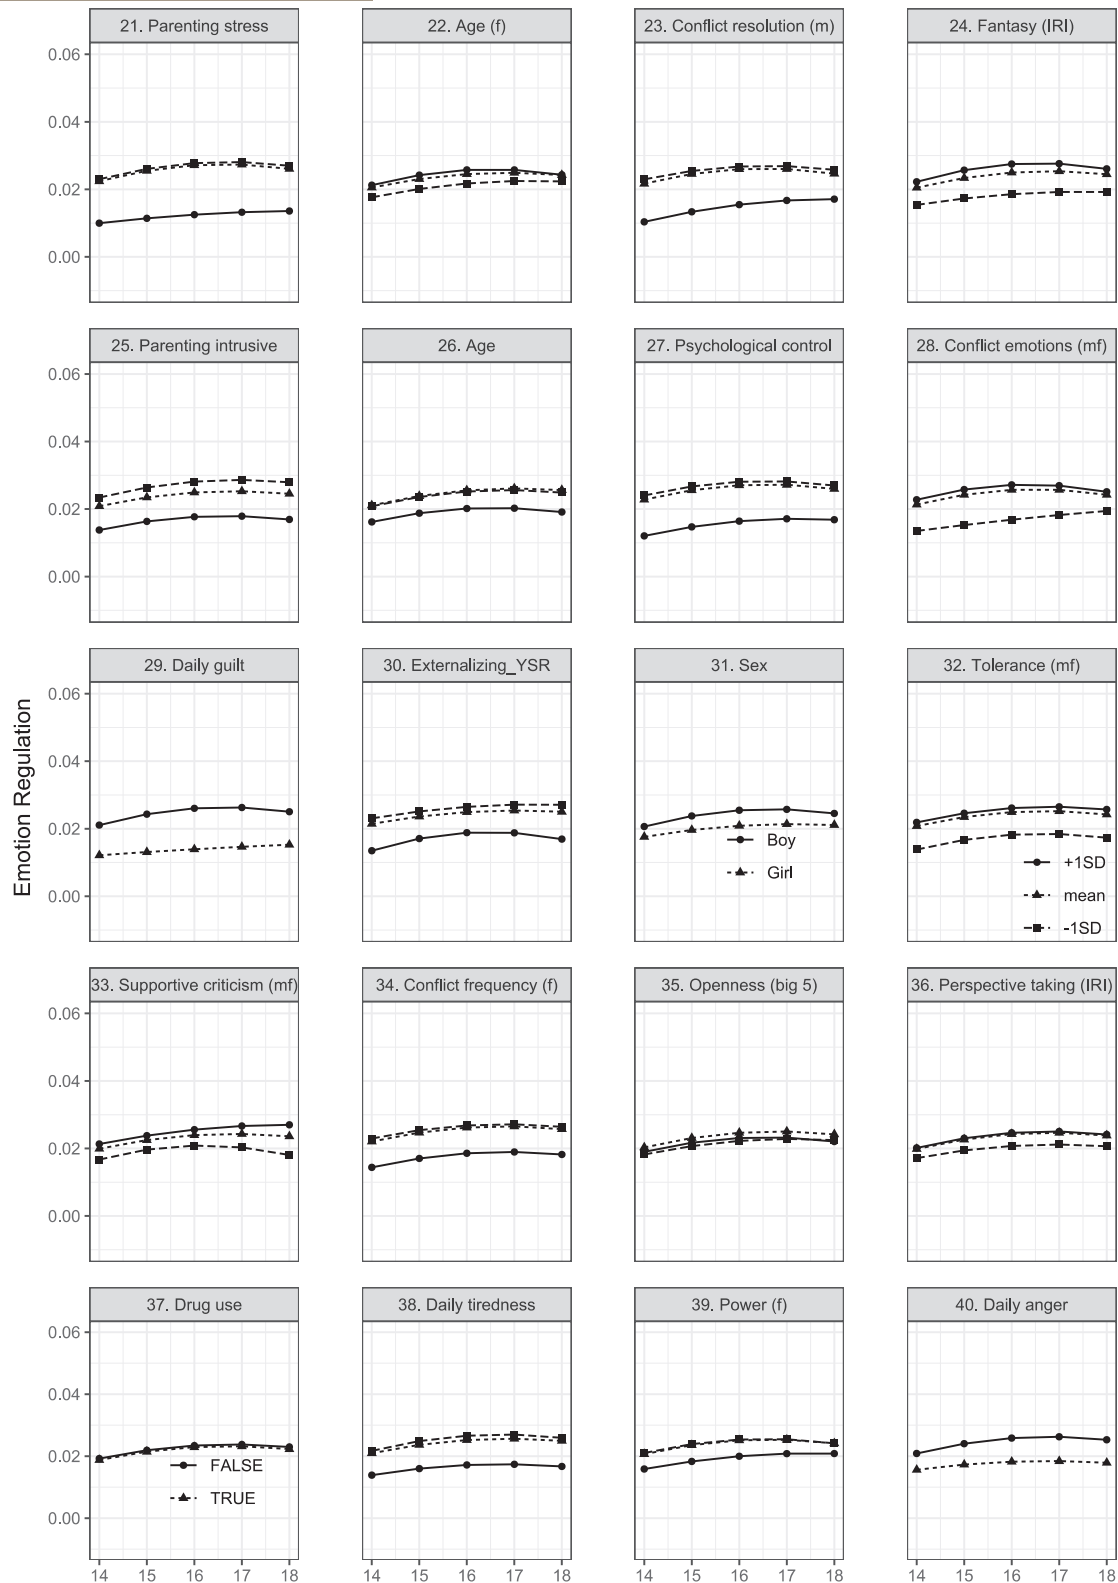 21. Parenting stress
22. Age (f)
23. Conflict resolution (m)
24. Fantasy (IRI)
0.06
0.04
0.02
0.00
25. Parenting intrusive
26. Age
27. Psychological control
28. Conflict emotions (mf)
0.06
0.04
0.02
0.00
29. Daily guilt
30. Externalizing_YSR
31. Sex
32. Tolerance (mf)
0.06
0.04
0.02
0.00
Boy
Girl
+1SD
mean
-1SD
Emotion Regulation
33. Supportive criticism (mf)
34. Conflict frequency (f)
35. Openness (big 5)
36. Perspective taking (IRI)
0.06
0.04
0.02
0.00
37. Drug use
38. Daily tiredness
39. Power (f)
40. Daily anger
0.06
0.04
0.02
0.00
FALSE
TRUE
14 15 16 17 18
14 15 16 17 18
14 15 16 17 18
14 15 16 17 18